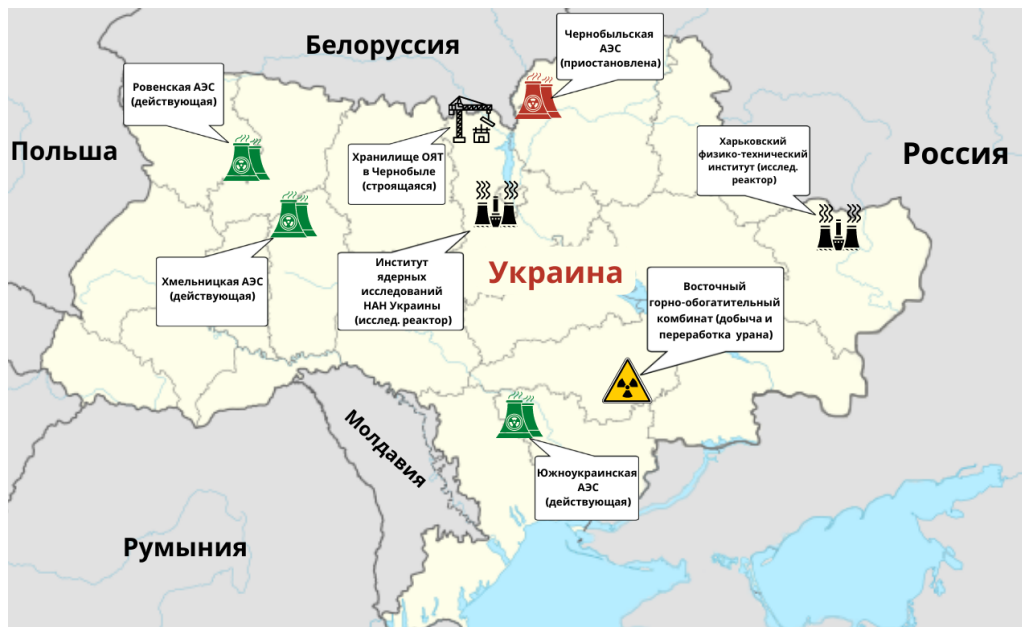 Белоруссия
Чернобыльская
АЭС
(приостановлена)
Ровенская АЭС
(действующая)
Польша
Хранилище ОЯТ
в Чернобыле
(строящаяся)
Харьковский
физико-технический
институт (исслед.
реактор)
Россия
Хмельницкая АЭС
(действующая)
Институт
ядерных
исследований
НАН Украины
(исслед. реактор)
Украина
Восточный
горно-обогатительный
комбинат (добыча и
переработка урана)
Молдавия
Южноукраинская
АЭС
(действующая)
Румыния